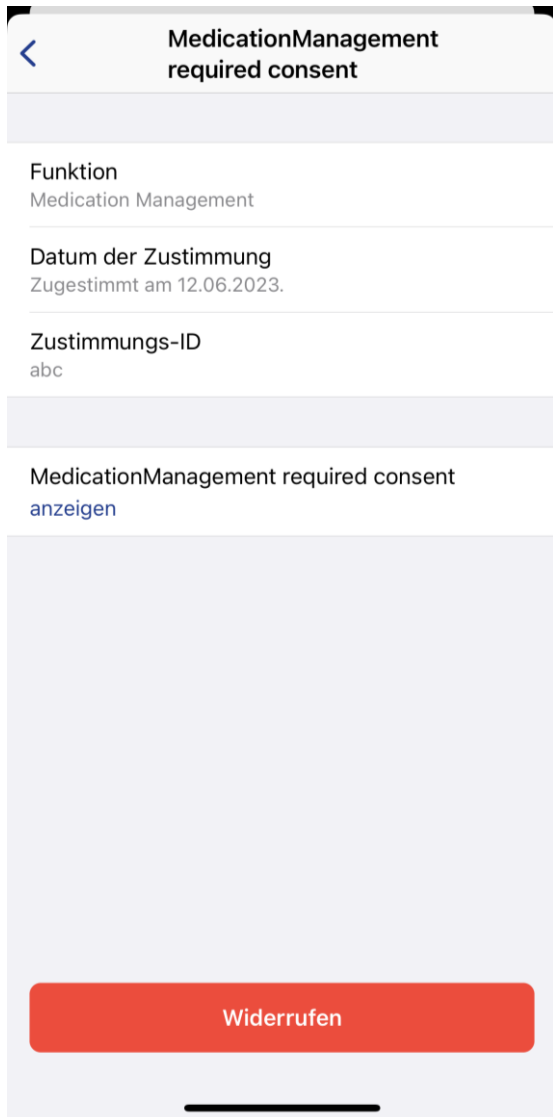 MedicationManagement
required consent
Funktion
Medication Management
Datum der Zustimmung
Zugestimmt am 12.06.2023.
Zustimmungs-ID
abc
MedicationManagement required consent
anzeigen
Widerrufen